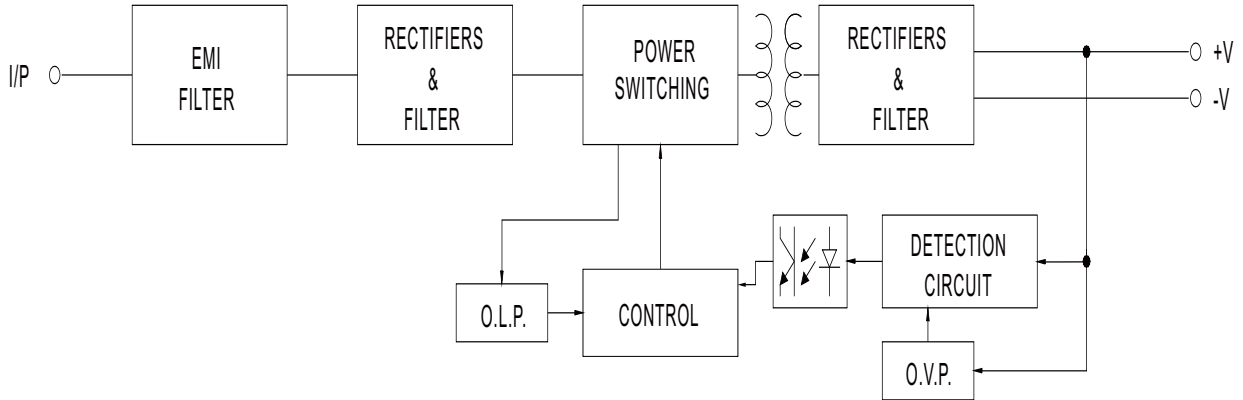 I/P
EMI
FILTER
RECTIFIERS
&
FILTER
POWER
SWITCHING
RECTIFIERS
&
FILTER
+V
-V
O.L.P.
CONTROL
DETECTION
CIRCUIT
O.V.P.